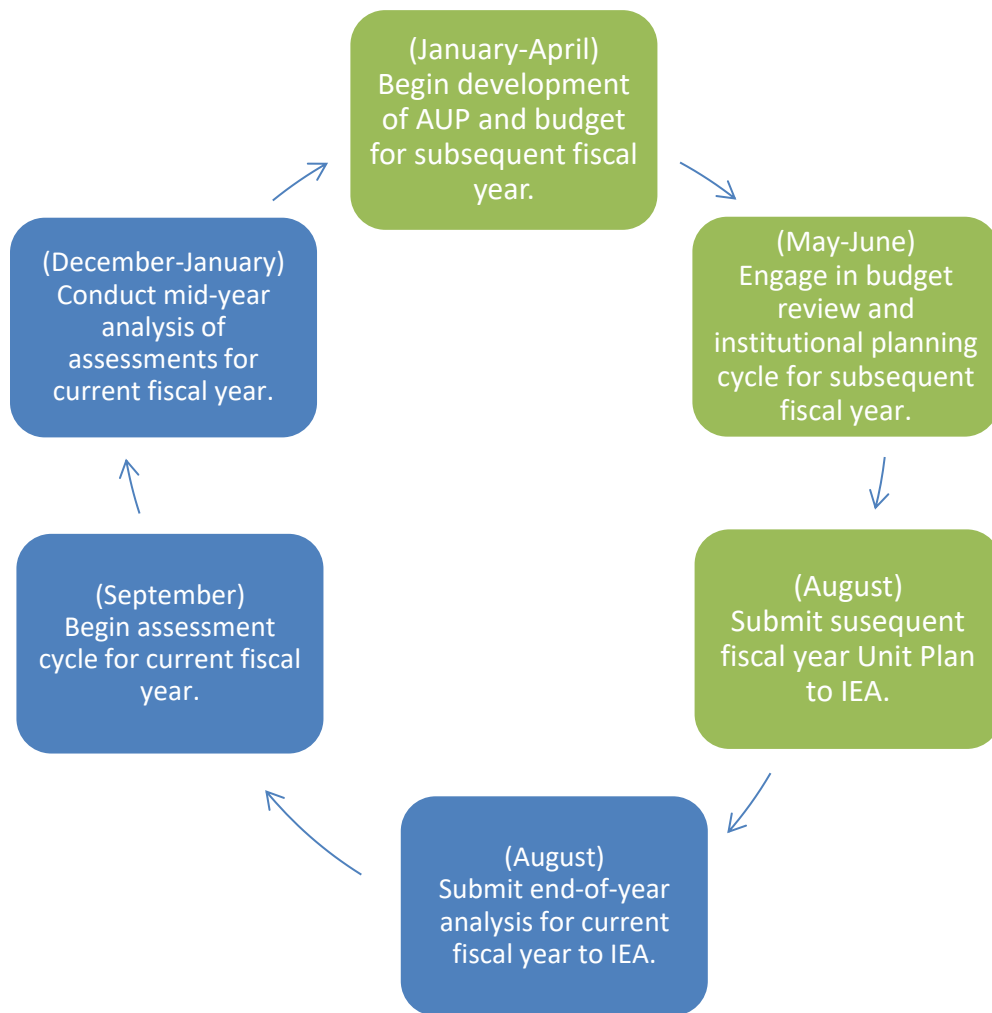 (January-April)
Begin development
of AUP and budget
for subsequent fiscal
year.
(May-June)
Engage in budget
review and
institutional planning
cycle for subsequent
fiscal year.
(August)
Submit susequent
fiscal year Unit Plan
to IEA.
(August)
Submit end-of-year
analysis for current
fiscal year to IEA.
(September)
Begin assessment
cycle for current fiscal
year.
(December-January)
Conduct mid-year
analysis of
assessments for
current fiscal year.